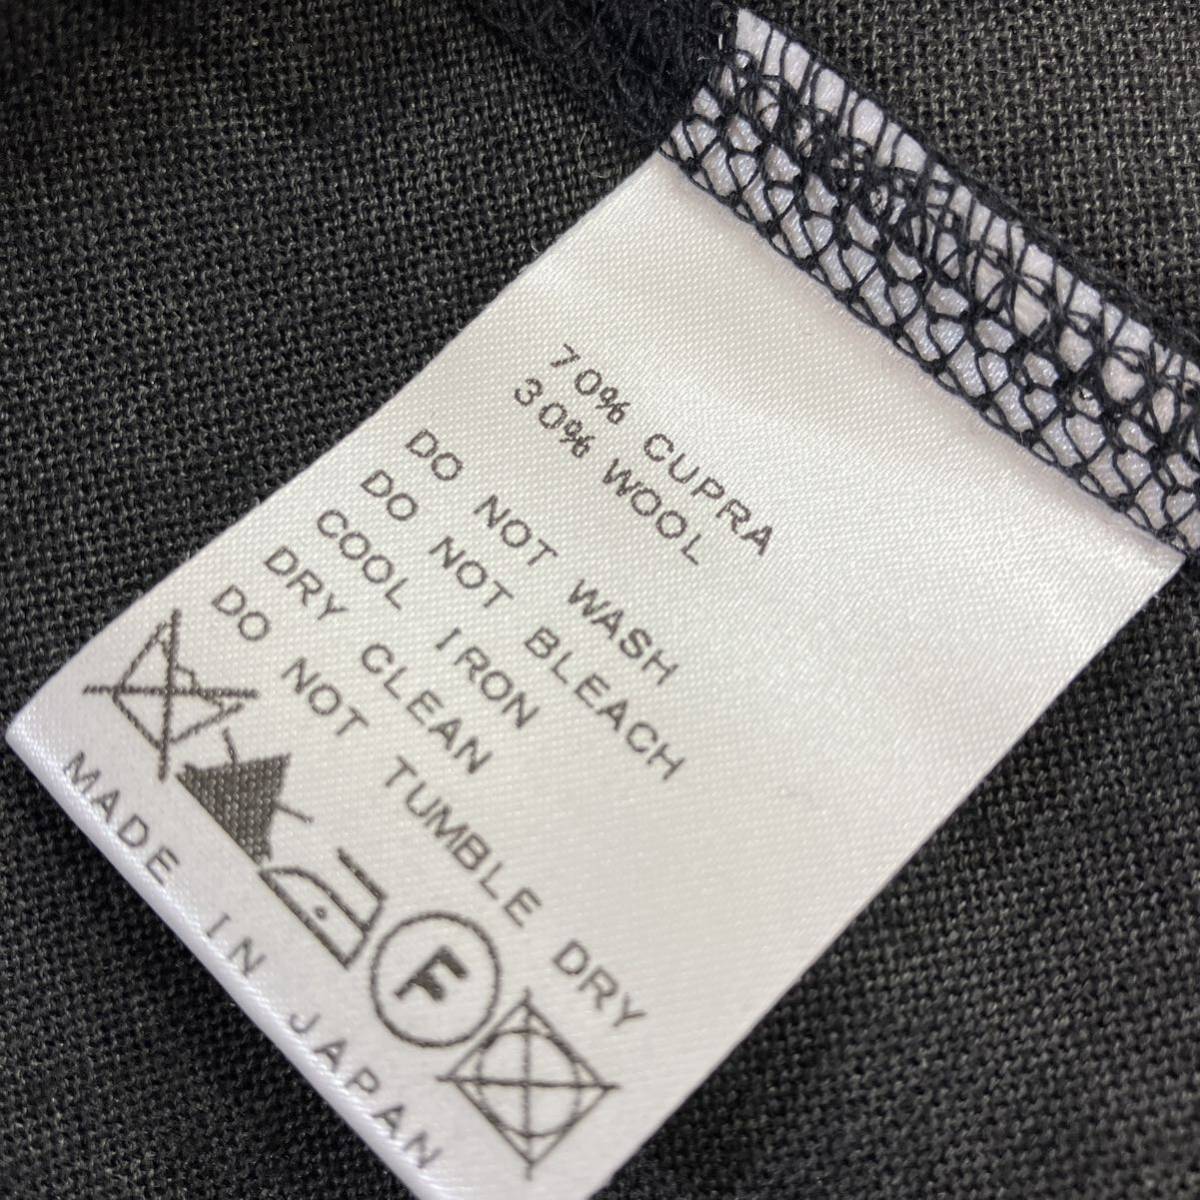 70% CUPRA
30% WOOL
DO NOT WASH
DO NOT BLEACH
COOL IRON
DRY CLEAN
DO NOT TUMBLE DRY
F
MADE IN JAPAN